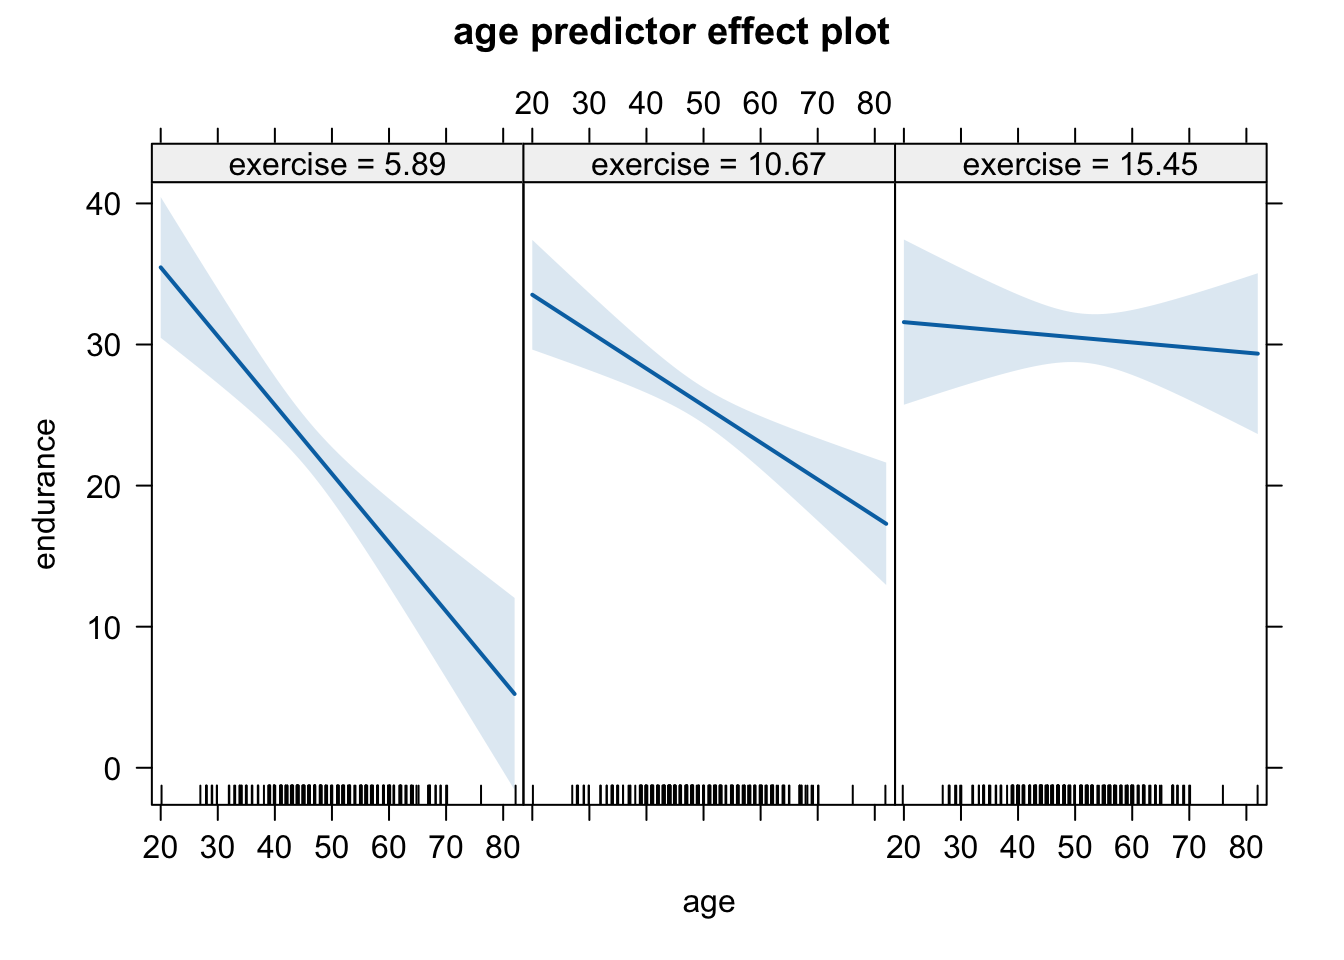 age predictor effect plot
20 30 40 50 60 70 80
exercise = 5.89
exercise = 10.67
exercise = 15.45
40
30
20
10
0
endurance
20 30 40 50 60 70 80
20 30 40 50 60 70 80
age